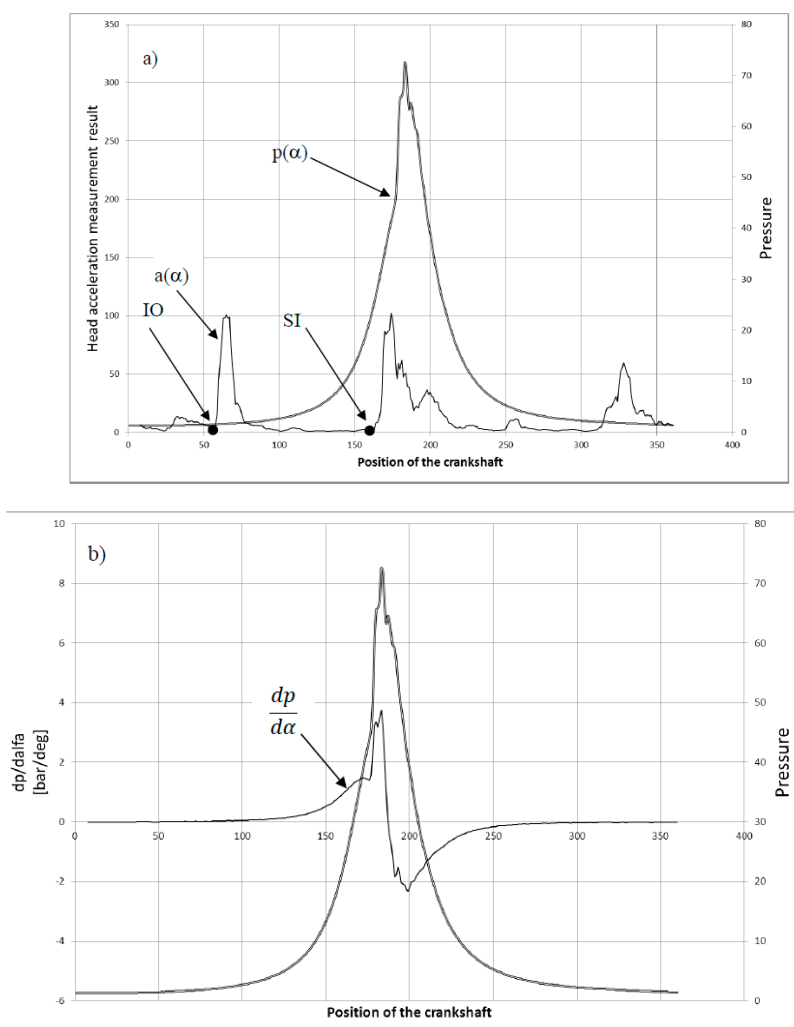 a)
350
300
250
200
150
100
50
0
Head acceleration measurement result
80
70
60
50
40
30
20
10
0
Pressure
p(α)
a(α)
IO
SI
0 50 100 150 200 250 300 350 400
Position of the crankshaft
b)
10
8
6
4
2
0
-2
-4
-6
dp/dalfa
[bar/deg]
80
70
60
50
40
30
20
10
0
Pressure
dp
dα
0 50 100 150 200 250 300 350 400
Position of the crankshaft